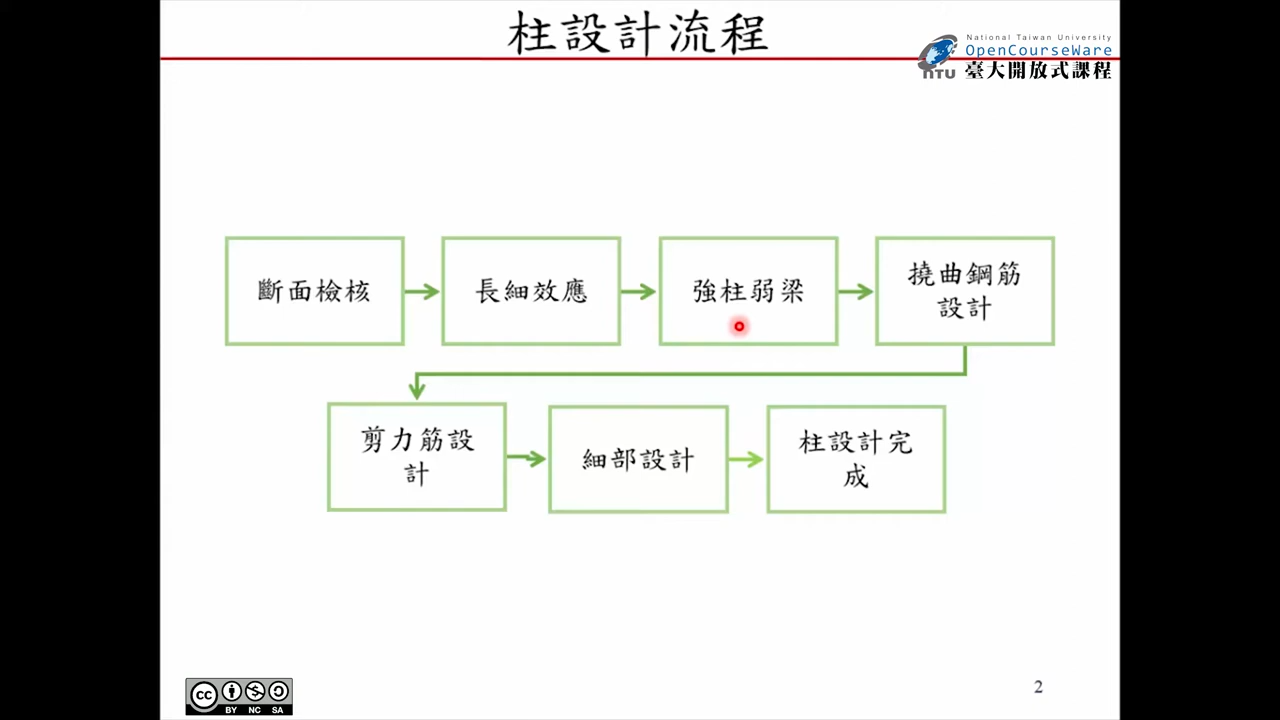 柱設計流程
National Taiwan University
OpenCourseWare
NTU
臺大開放式課程
斷面檢核
長細效應
強柱弱梁
撓曲鋼筋
設計
剪力筋設
計
細部設計
柱設計完
成
cc
BY NC SA
2